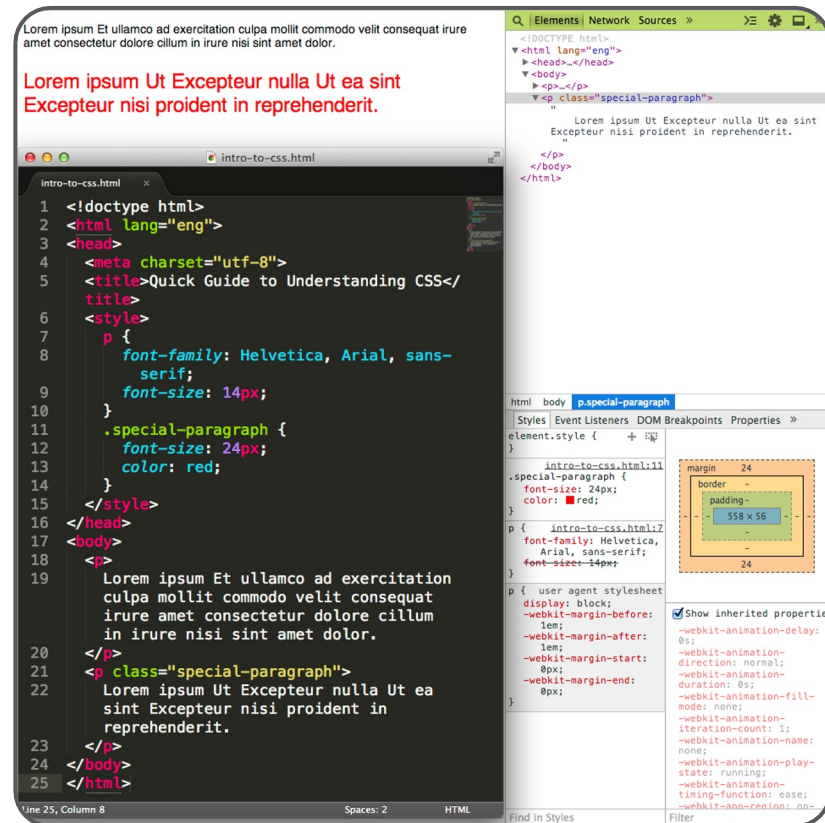 Lorem ipsum Et ullamco ad exercitation culpa mollit commodo velit consequat irure
amet consectetur dolore cillum in irure nisi sint amet dolor.
Lorem ipsum Ut Excepteur nulla Ut ea sint
Excepteur nisi proident in reprehenderit.
intro-to-css.html
intro-to-css.html ×
1 <!doctype html>
2 <html lang="eng">
3 <head>
4 <meta charset="utf-8">
5 <title>Quick Guide to Understanding CSS</
title>
6 <style>
7 p {
8 font-family: Helvetica, Arial, sans-
serif;
9 font-size: 14px;
10 }
11 .special-paragraph {
12 font-size: 24px;
13 color: red;
14 }
15 </style>
16 </head>
17 <body>
18 <p>
19 Lorem ipsum Et ullamco ad exercitation
culpa mollit commodo velit consequat
irure amet consectetur dolore cillum
in irure nisi sint amet dolor.
20 </p>
21 <p class="special-paragraph">
22 Lorem ipsum Ut Excepteur nulla Ut ea
sint Excepteur nisi proident in
reprehenderit.
23 </p>
24 </body>
25 </html>
Line 25, Column 8 Spaces: 2 HTML
Elements Network Sources »
<!DOCTYPE html>
▼<html lang="eng">
▶<head>…</head>
▼<body>
▶<p>…</p>
▼<p class="special-paragraph">
"
Lorem ipsum Ut Excepteur nulla Ut ea sint
Excepteur nisi proident in reprehenderit.
"
</p>
</body>
</html>
html body p.special-paragraph
Styles Event Listeners DOM Breakpoints Properties »
element.style {
}
intro-to-css.html:11
.special-paragraph {
font-size: 24px;
color: red;
}
p { intro-to-css.html:7
font-family: Helvetica,
Arial, sans-serif;
font-size: 14px;
}
p { user agent stylesheet
display: block;
-webkit-margin-before:
1em;
-webkit-margin-after:
1em;
-webkit-margin-start:
0px;
-webkit-margin-end:
0px;
}
Find in Styles
margin 24
border -
padding -
- - - 558 × 56 - - -
-
-
24
Show inherited propertie
-webkit-animation-delay:
0s;
-webkit-animation-
direction: normal;
-webkit-animation-
duration: 0s;
-webkit-animation-fill-
mode: none;
-webkit-animation-
iteration-count: 1;
-webkit-animation-name:
none;
-webkit-animation-play-
state: running;
-webkit-animation-
timing-function: ease;
-webkit-app-region: no-
Filter